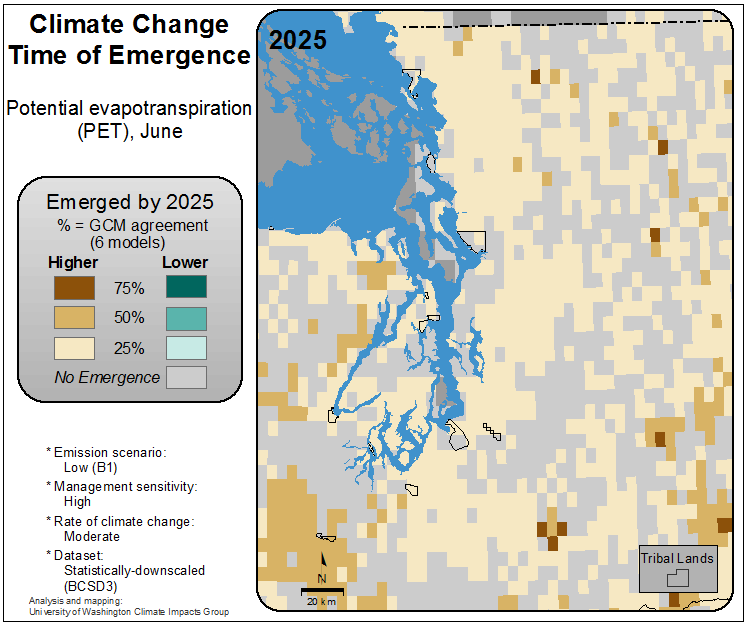 Climate Change
Time of Emergence
Potential evapotranspiration
(PET), June
Emerged by 2025
% = GCM agreement
(6 models)
Higher
Lower
75%
50%
25%
No Emergence
* Emission scenario:
Low (B1)
* Management sensitivity:
High
* Rate of climate change:
Moderate
* Dataset:
Statistically-downscaled
(BCSD3)
Analysis and mapping:
University of Washington Climate Impacts Group
2025
N
20 km
Tribal Lands